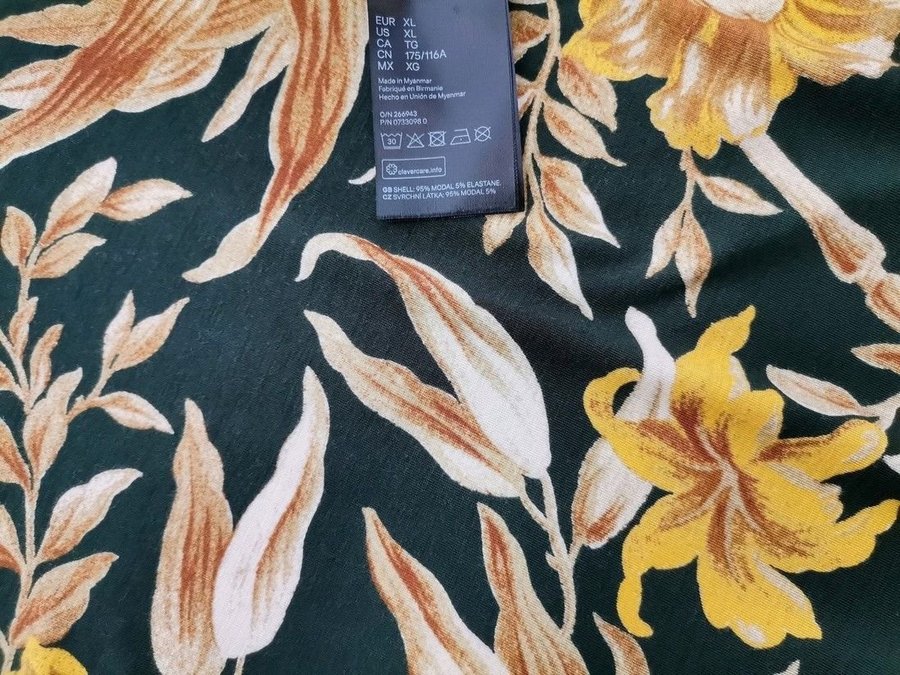 EUR XL
US XL
CA TG
CN 175/116A
MX XG
Made in Myanmar
Fabriqué en Birmanie
Hecho en Unión de Myanmar
O/N 266943
P/N 0733098 0
30
clevercare.info
GB SHELL: 95% MODAL 5% ELASTANE.
CZ SVRCHNÍ LÁTKA: 95% MODAL 5%